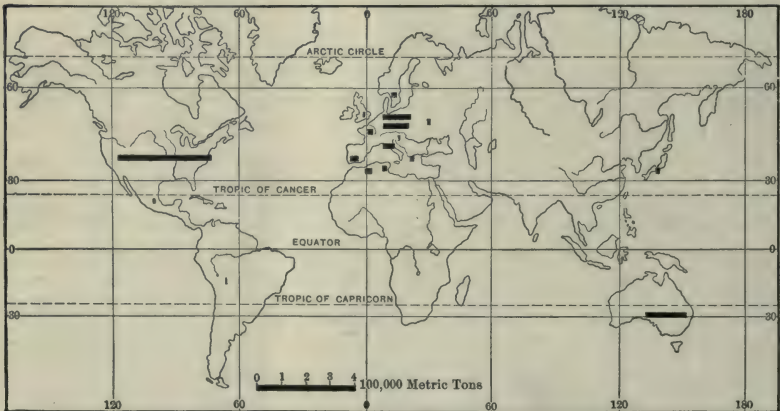 120 60 0 60 120 180
ARCTIC CIRCLE
60 60
30 30
TROPIC OF CANCER
0 EQUATOR 0
TROPIC OF CAPRICORN
30 30
0 1 2 3 4 100,000 Metric Tons
120 60 0 60 120 180